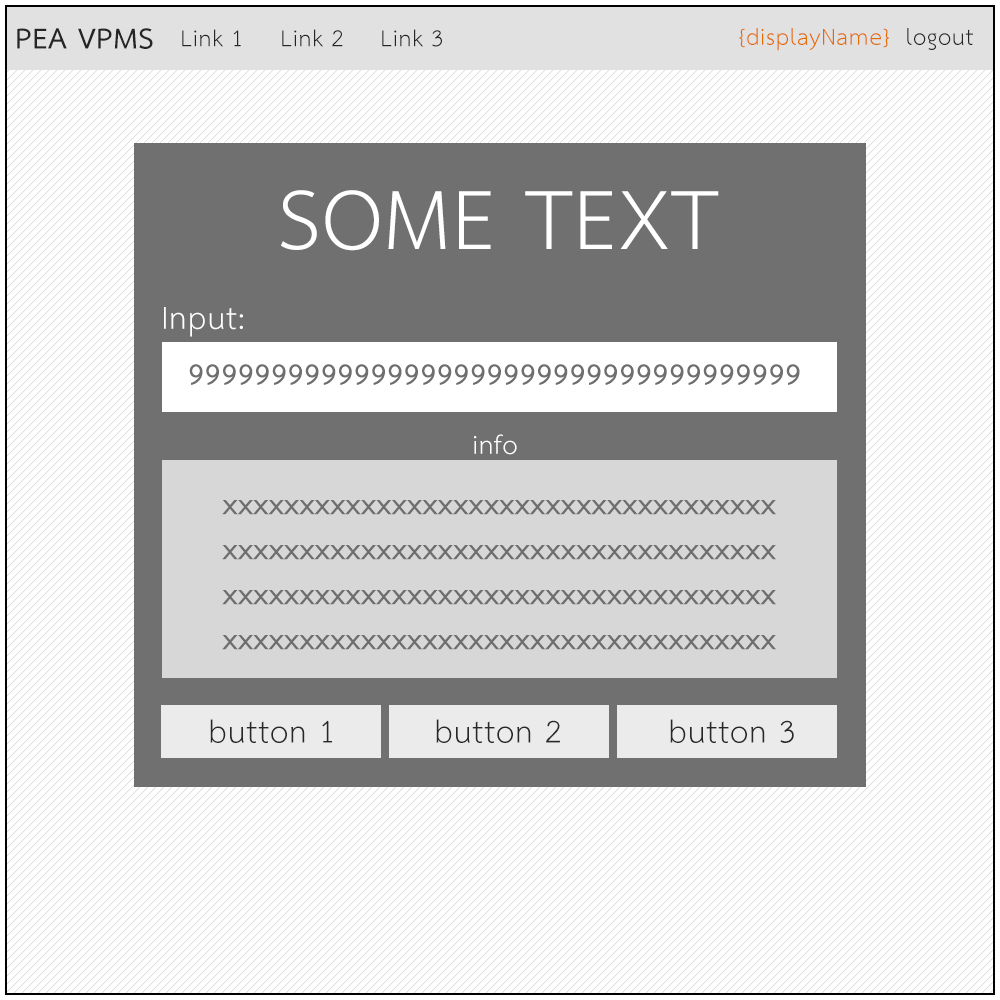 PEA VPMS Link 1 Link 2 Link 3 {displayName} logout
SOME TEXT
Input:
9999999999999999999999999999999999999
info
xxxxxxxxxxxxxxxxxxxxxxxxxxxxxxxxxxxx
xxxxxxxxxxxxxxxxxxxxxxxxxxxxxxxxxxxx
xxxxxxxxxxxxxxxxxxxxxxxxxxxxxxxxxxxx
xxxxxxxxxxxxxxxxxxxxxxxxxxxxxxxxxxxx
button 1 button 2 button 3